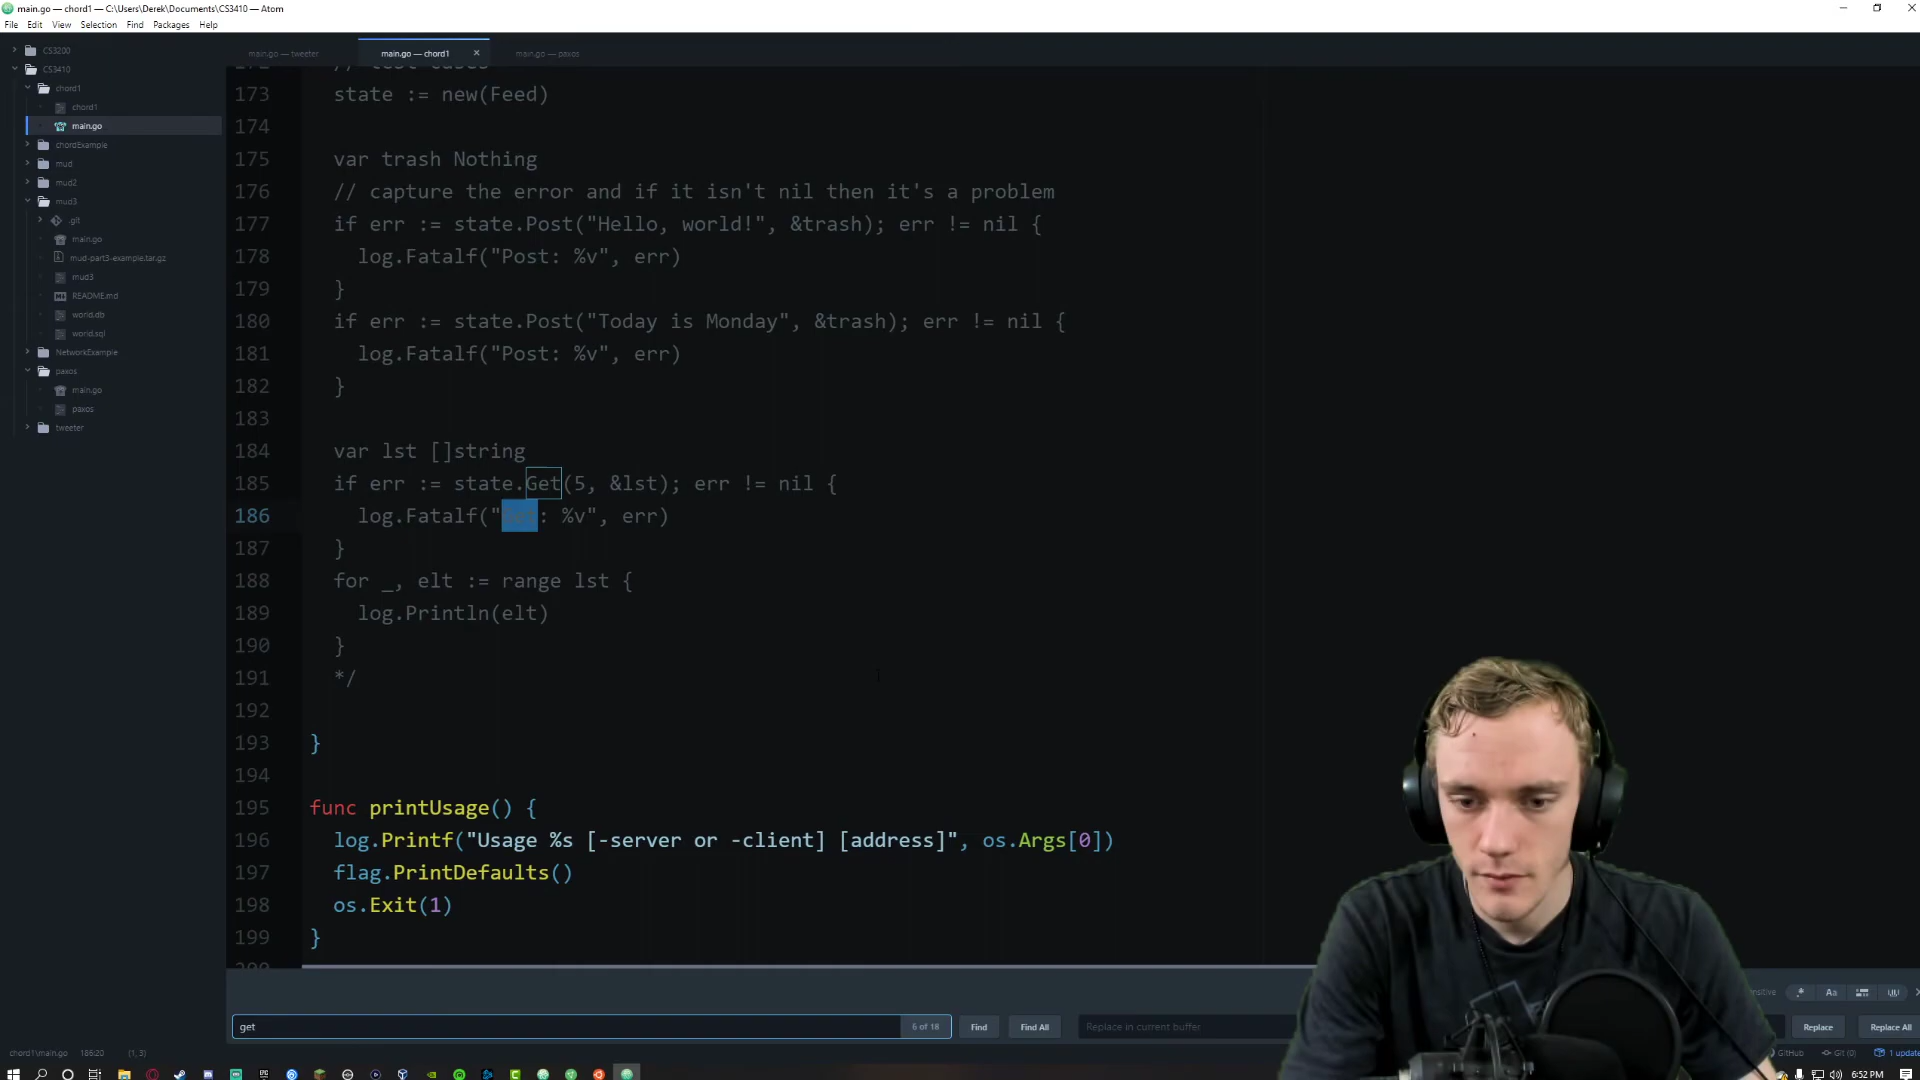 main.go — chord1 — C:\Users\Derek\Documents\CS3410 — Atom
File Edit View Selection Find Packages Help
CS3200
CS3410
chord1
chord1
main.go
chordExample
mud
mud2
mud3
.git
main.go
mud-part3-example.tar.gz
mud3
README.md
world.db
world.sql
NetworkExample
paxos
main.go
paxos
tweeter
main.go — tweeter
main.go — chord1
main.go — paxos
173 state := new(Feed)
174
175 var trash Nothing
176 // capture the error and if it isn't nil then it's a problem
177 if err := state.Post("Hello, world!", &trash); err != nil {
178 log.Fatalf("Post: %v", err)
179 }
180 if err := state.Post("Today is Monday", &trash); err != nil {
181 log.Fatalf("Post: %v", err)
182 }
183
184 var lst []string
185 if err := state.Get(5, &lst); err != nil {
186 log.Fatalf("Get: %v", err)
187 }
188 for _, elt := range lst {
189 log.Println(elt)
190 }
191 */
192
193 }
194
195 func printUsage() {
196 log.Printf("Usage %s [-server or -client] [address]", os.Args[0])
197 flag.PrintDefaults()
198 os.Exit(1)
199 }
get 6 of 18 Find Find All Replace in current buffer Replace Replace All
chord1\main.go 186:20 (1, 3) GitHub Git (0) 1 update
6:52 PM